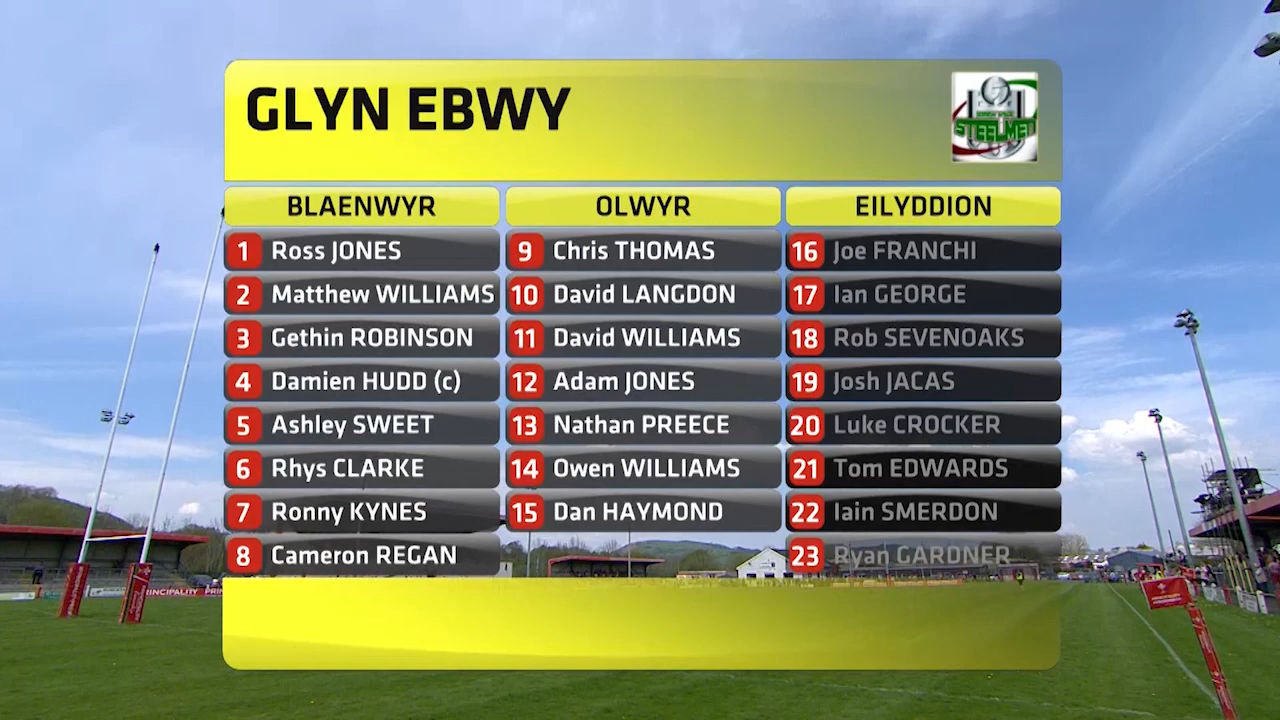 GLYN EBWY
STEELMEN
BLAENWYR
1 Ross JONES
2 Matthew WILLIAMS
3 Gethin ROBINSON
4 Damien HUDD (c)
5 Ashley SWEET
6 Rhys CLARKE
7 Ronny KYNES
8 Cameron REGAN
OLWYR
9 Chris THOMAS
10 David LANGDON
11 David WILLIAMS
12 Adam JONES
13 Nathan PREECE
14 Owen WILLIAMS
15 Dan HAYMOND
EILYDDION
16 Joe FRANCHI
17 Ian GEORGE
18 Rob SEVENOAKS
19 Josh JACAS
20 Luke CROCKER
21 Tom EDWARDS
22 Iain SMERDON
23 Ryan GARDNER
PRINCIPALITY